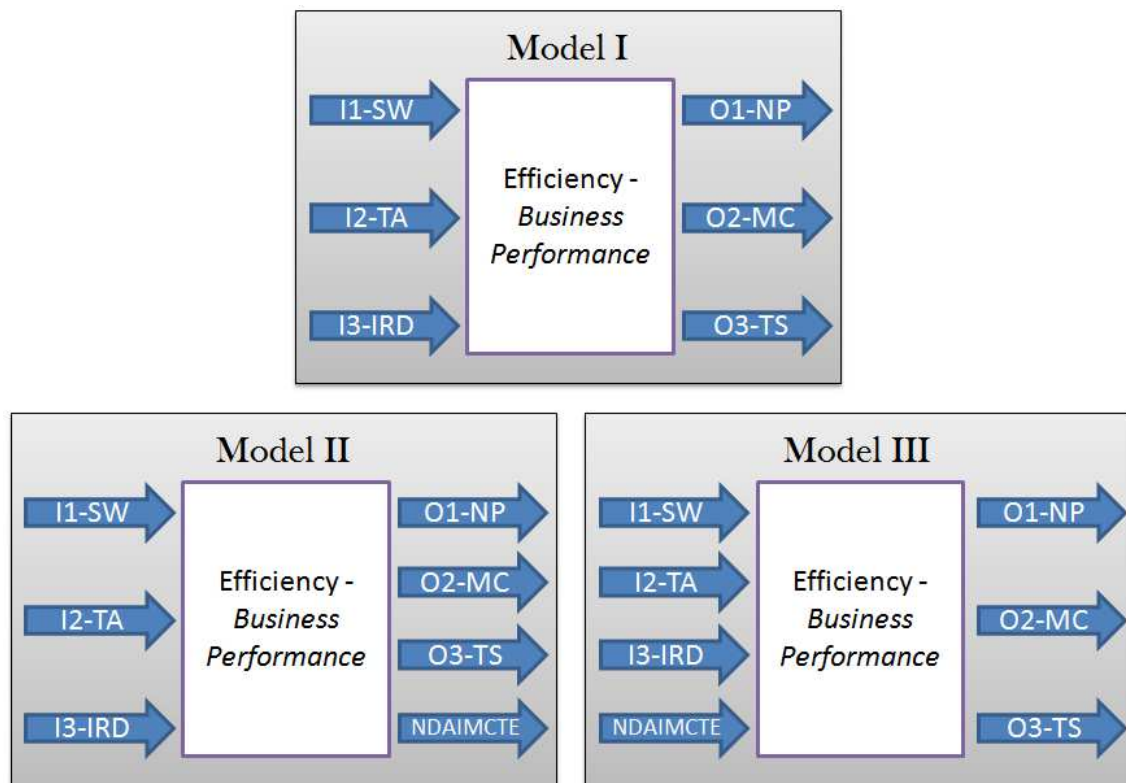 Model I
I1-SW
I2-TA
I3-IRD
Efficiency -
Business
Performance
O1-NP
O2-MC
O3-TS
Model II
I1-SW
I2-TA
I3-IRD
Efficiency -
Business
Performance
O1-NP
O2-MC
O3-TS
NDAIMCTE
Model III
I1-SW
I2-TA
I3-IRD
NDAIMCTE
Efficiency -
Business
Performance
O1-NP
O2-MC
O3-TS